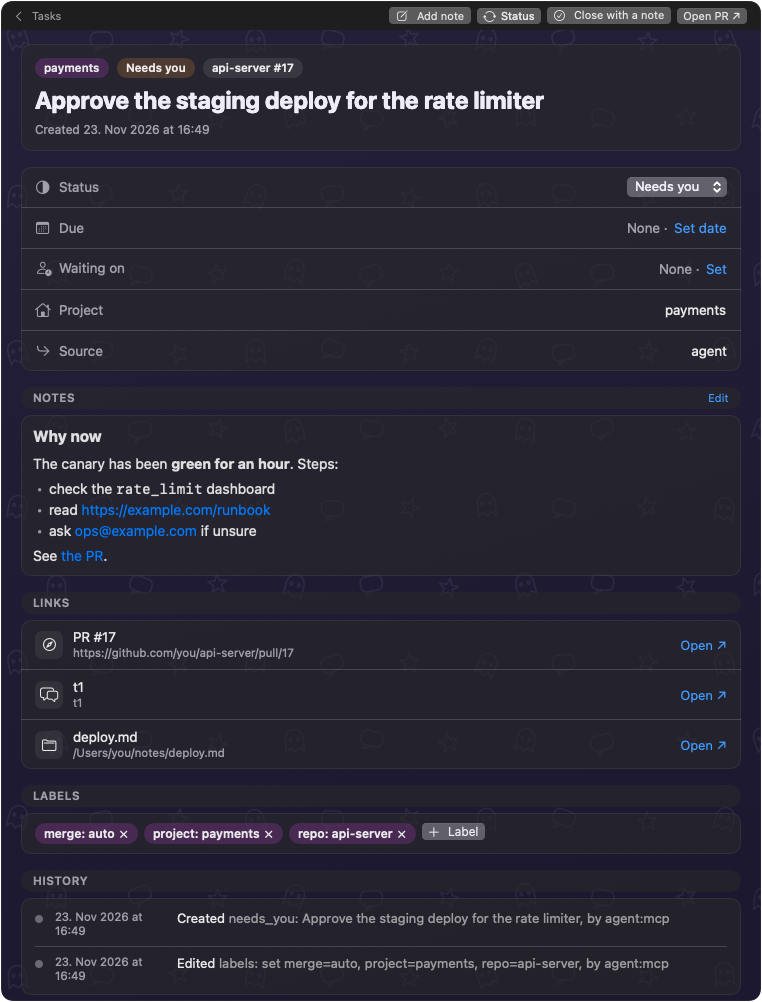 Tasks
Add note
Status
Close with a note
Open PR ↗
payments
Needs you
api-server #17
Approve the staging deploy for the rate limiter
Created 23. Nov 2026 at 16:49
Status
Needs you
Due
None · Set date
Waiting on
None · Set
Project
payments
Source
agent
NOTES
Edit
Why now
The canary has been green for an hour. Steps:
• check the rate_limit dashboard
• read https://example.com/runbook
• ask ops@example.com if unsure
See the PR.
LINKS
PR #17
https://github.com/you/api-server/pull/17
Open ↗
t1
t1
Open ↗
deploy.md
/Users/you/notes/deploy.md
Open ↗
LABELS
merge: auto ×
project: payments ×
repo: api-server ×
+ Label
HISTORY
23. Nov 2026 at
16:49
Created needs_you: Approve the staging deploy for the rate limiter, by agent:mcp
23. Nov 2026 at
16:49
Edited labels: set merge=auto, project=payments, repo=api-server, by agent:mcp